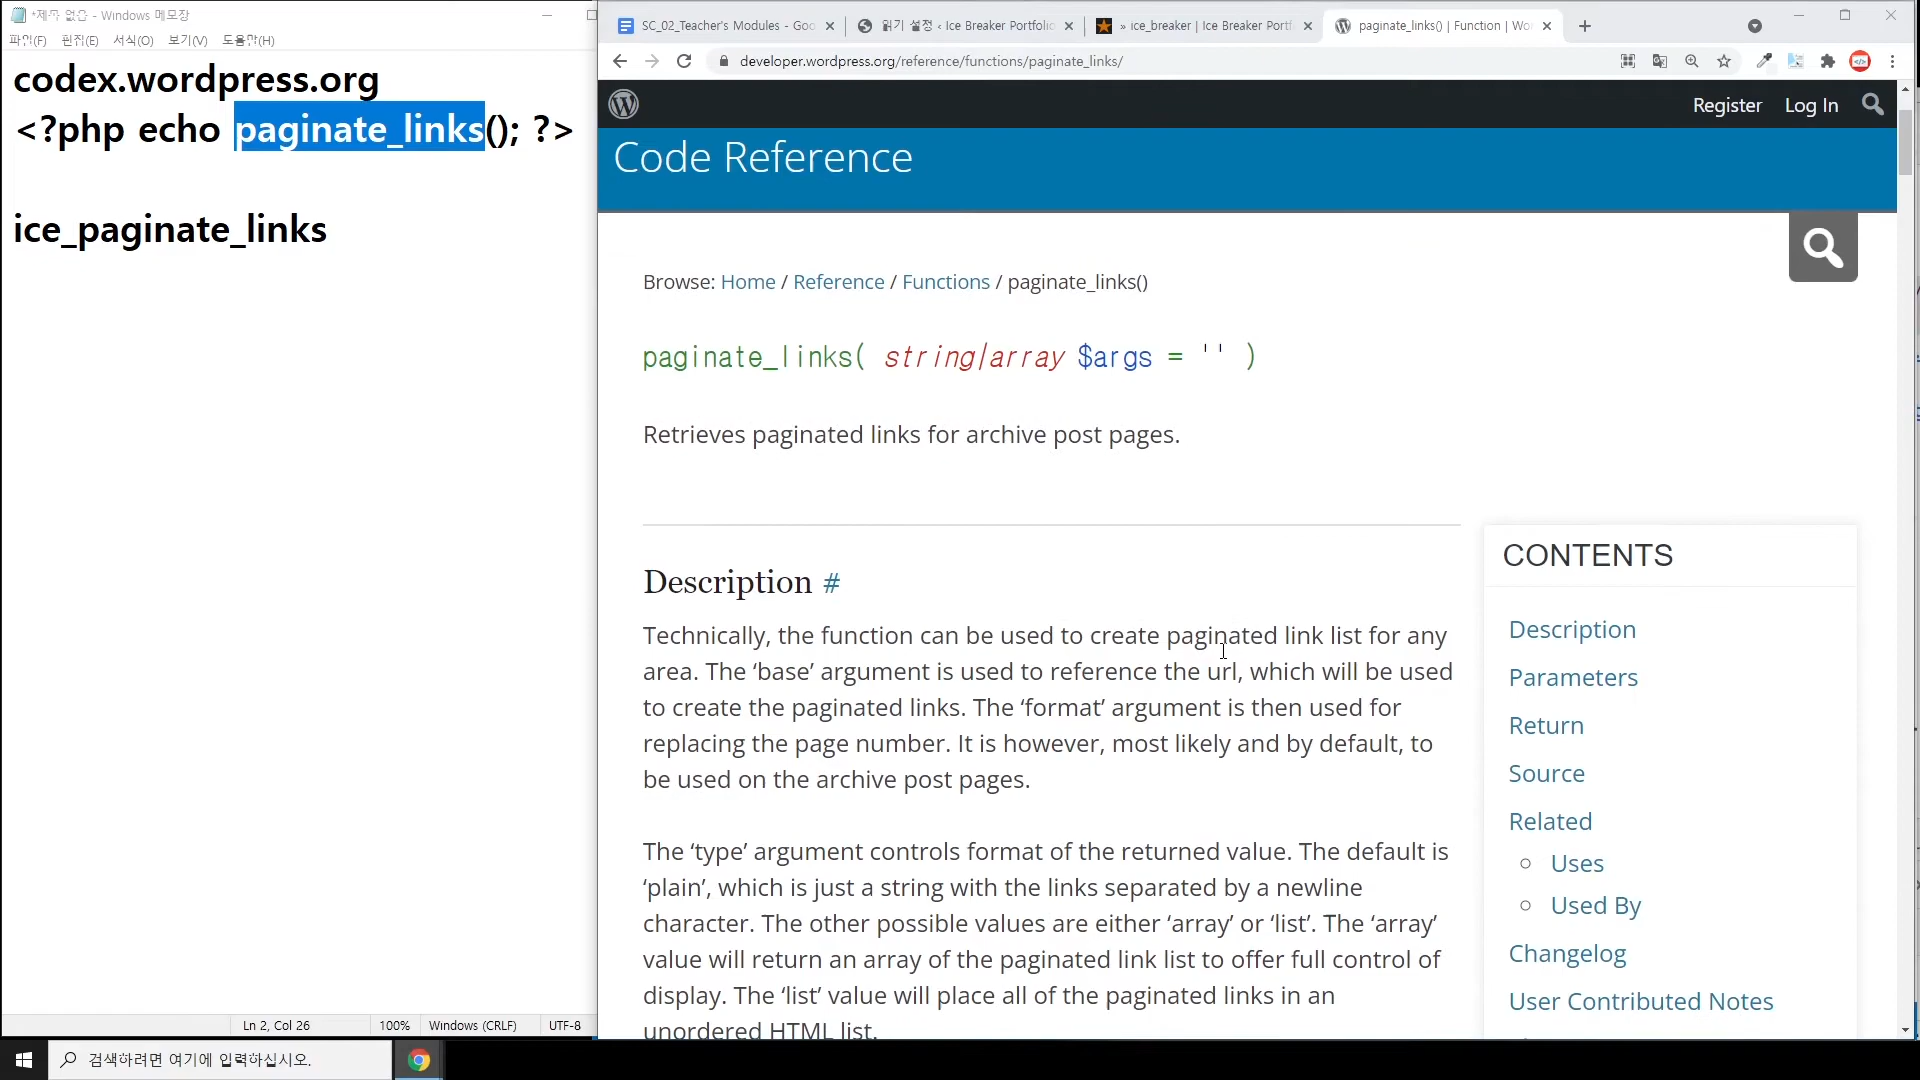 *제목 없음 - Windows 메모장
파일(F) 편집(E) 서식(O) 보기(V) 도움말(H)
codex.wordpress.org
<?php echo paginate_links(); ?>
ice_paginate_links
Ln 2, Col 26 100% Windows (CRLF) UTF-8
SC_02_Teacher's Modules - Goo
읽기 설정 ‹ Ice Breaker Portfolio
» ice_breaker | Ice Breaker Portf
paginate_links() | Function | Wo
developer.wordpress.org/reference/functions/paginate_links/
Register Log In
Code Reference
Browse: Home / Reference / Functions / paginate_links()
paginate_links( string|array $args = '' )
Retrieves paginated links for archive post pages.
Description #
Technically, the function can be used to create paginated link list for any
area. The ‘base’ argument is used to reference the url, which will be used
to create the paginated links. The ‘format’ argument is then used for
replacing the page number. It is however, most likely and by default, to
be used on the archive post pages.
The ‘type’ argument controls format of the returned value. The default is
‘plain’, which is just a string with the links separated by a newline
character. The other possible values are either ‘array’ or ‘list’. The ‘array’
value will return an array of the paginated link list to offer full control of
display. The ‘list’ value will place all of the paginated links in an
unordered HTML list.
CONTENTS
Description
Parameters
Return
Source
Related
Uses
Used By
Changelog
User Contributed Notes
검색하려면 여기에 입력하십시오.